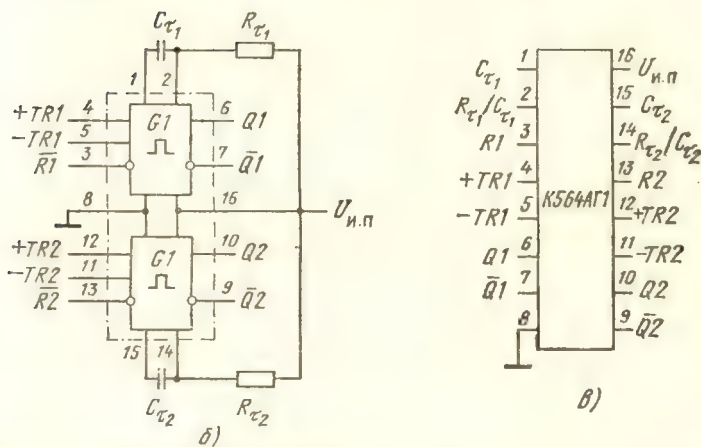 Cτ1
Rτ1
1
2
+TR1
4
-TR1
5
R̅1̅
3
G1
6
Q1
7
Q̅1
8
16
Uи.п
+TR2
12
-TR2
11
R̅2̅
13
G1
10
Q2
9
Q̅2
15
14
Cτ2
Rτ2
б)
Cτ1
1
Rτ1/Cτ1
2
R1
3
+TR1
4
-TR1
5
Q1
6
Q̅1
7
8
К564АГ1
16
Uи.п
15
Cτ2
14
Rτ2/Cτ2
13
R2
12
+TR2
11
-TR2
10
Q2
9
Q̅2
в)